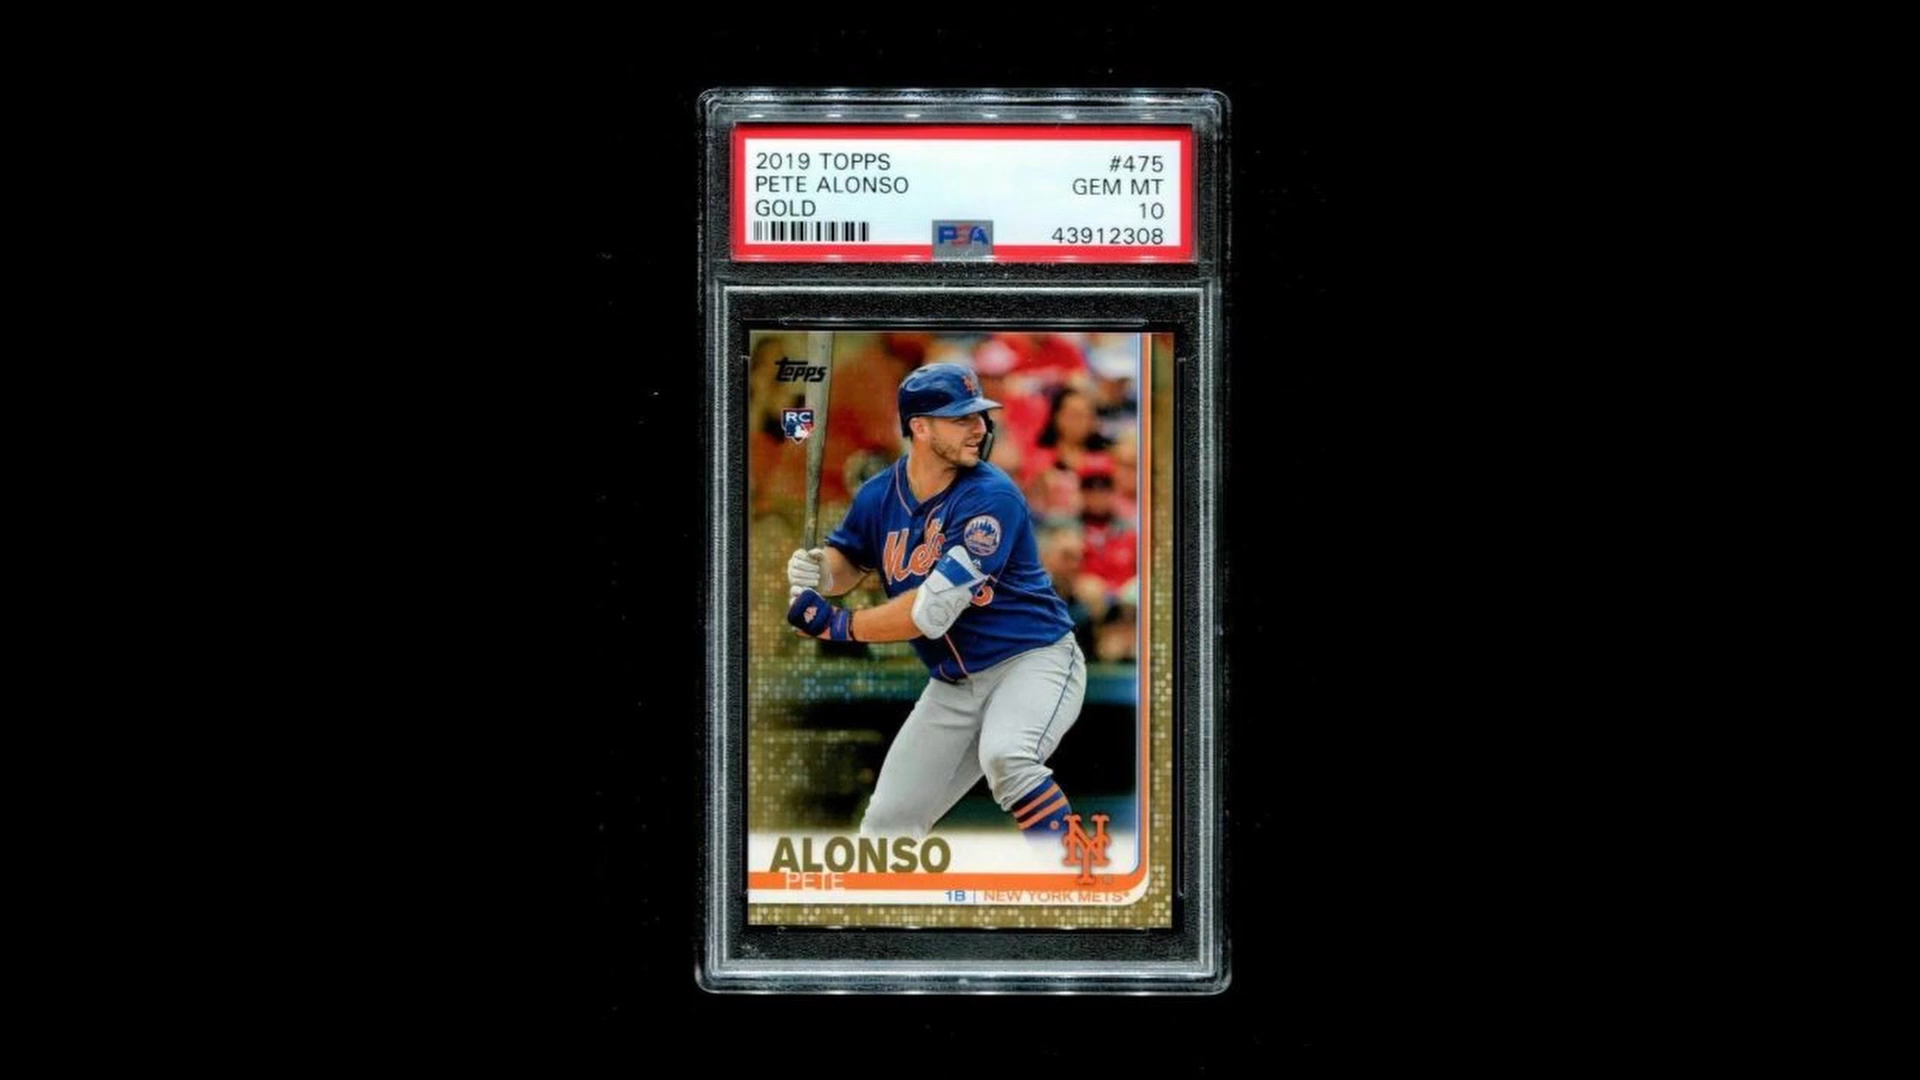 2019 TOPPS #475
PETE ALONSO GEM MT
GOLD 10
PSA 43912308
Topps
RC
Mets
ALONSO
PETE
NY
1B | NEW YORK METS